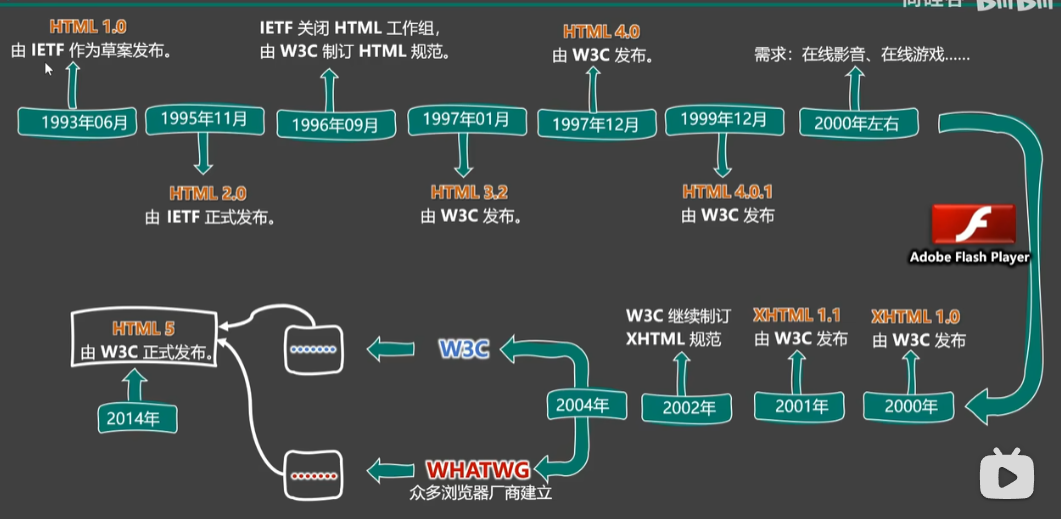 尚硅谷 bilibili
HTML 1.0
由 IETF 作为草案发布。
IETF 关闭 HTML 工作组，
由 W3C 制订 HTML 规范。
HTML 4.0
由 W3C 发布。
需求：在线影音、在线游戏......
1993年06月
1995年11月
1996年09月
1997年01月
1997年12月
1999年12月
2000年左右
HTML 2.0
由 IETF 正式发布。
HTML 3.2
由 W3C 发布。
HTML 4.0.1
由 W3C 发布
Adobe Flash Player
HTML 5
由 W3C 正式发布。
W3C
W3C 继续制订
XHTML 规范
XHTML 1.1
由 W3C 发布
XHTML 1.0
由 W3C 发布
2014年
2004年
2002年
2001年
2000年
WHATWG
众多浏览器厂商建立